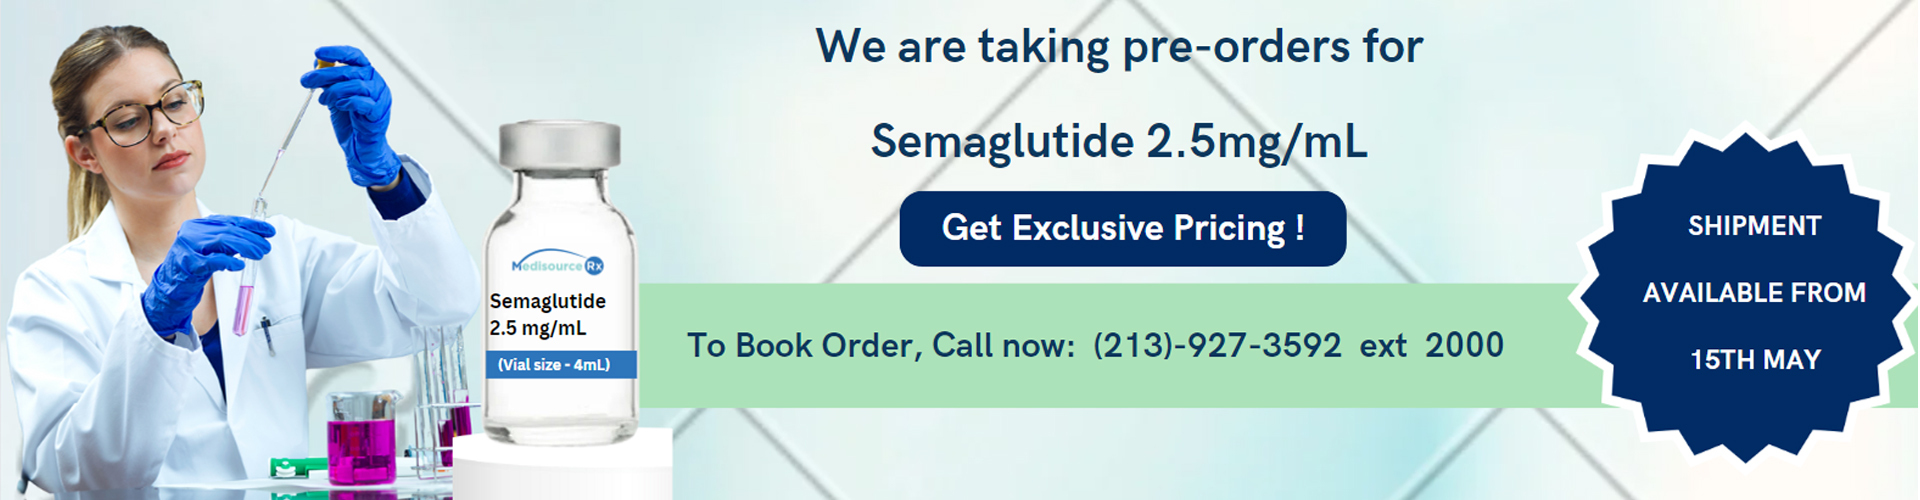 We are taking pre-orders for
Semaglutide 2.5mg/mL
Get Exclusive Pricing !
Medisource Rx
Semaglutide
2.5 mg/mL
(Vial size - 4mL)
To Book Order, Call now: (213)-927-3592 ext 2000
SHIPMENT
AVAILABLE FROM
15TH MAY